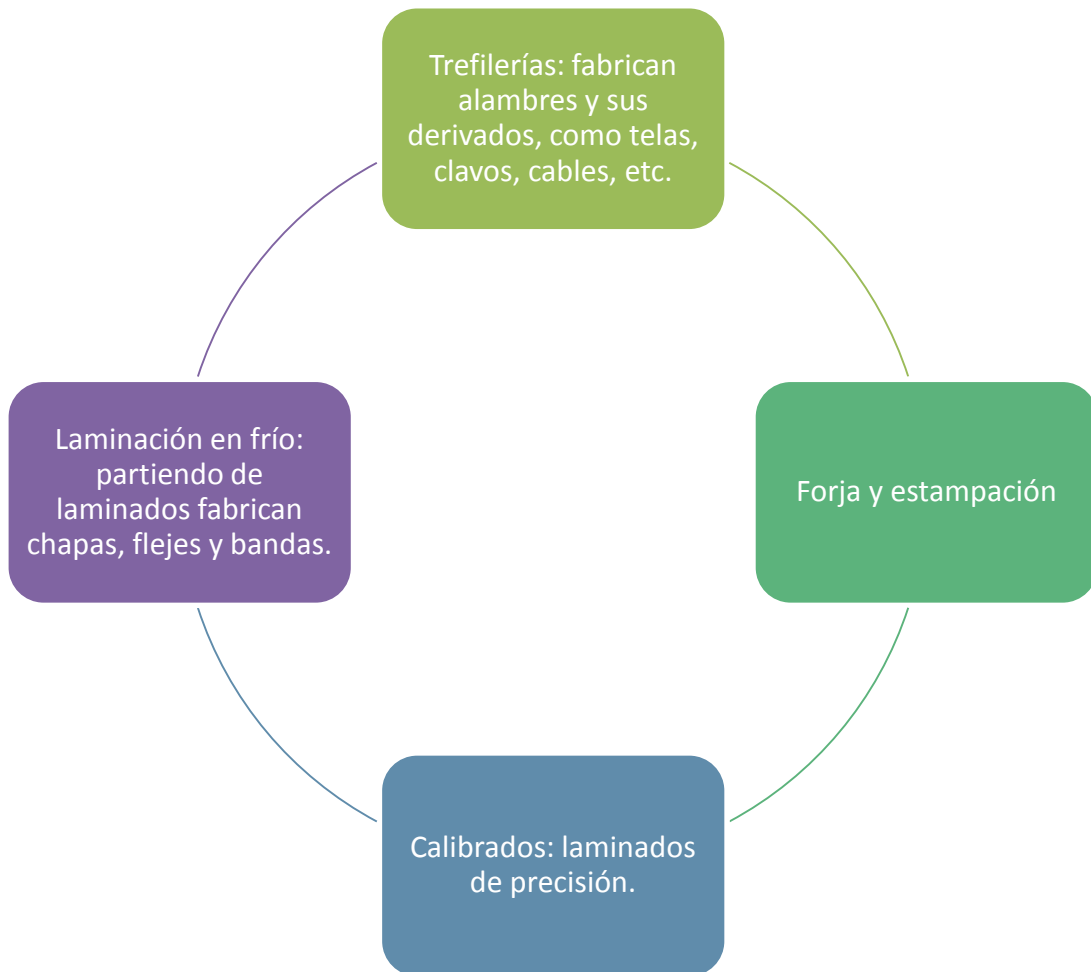 Trefilerías: fabrican
alambres y sus
derivados, como telas,
clavos, cables, etc.
Forja y estampación
Calibrados: laminados
de precisión.
Laminación en frío:
partiendo de
laminados fabrican
chapas, flejes y bandas.